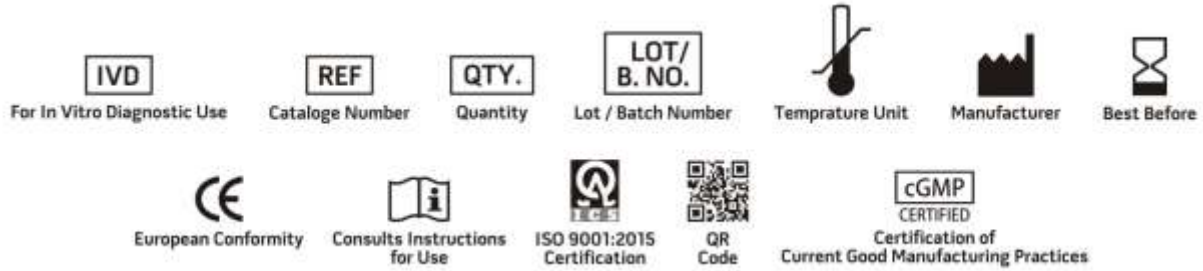 IVD
For In Vitro Diagnostic Use
REF
Cataloge Number
QTY.
Quantity
LOT/
B. NO.
Lot / Batch Number
Temprature Unit
Manufacturer
Best Before
CE
European Conformity
i
Consults Instructions
for Use
ICS
ISO 9001:2015
Certification
QR
Code
cGMP
CERTIFIED
Certification of
Current Good Manufacturing Practices